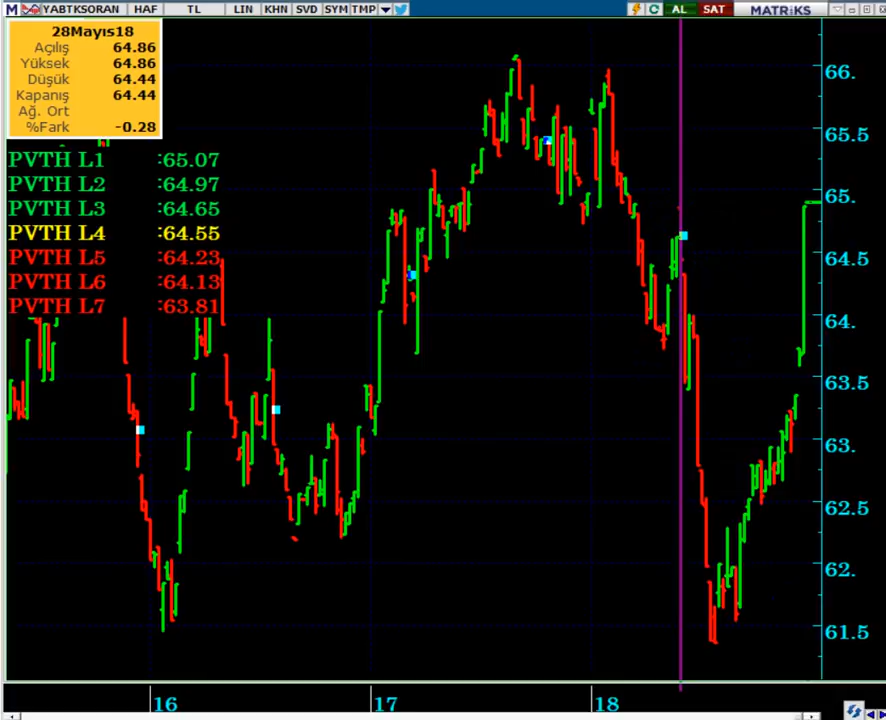 M YABTKSORAN HAF TL LIN KHN SVD SYM TMP AL SAT MATRiKS
28Mayıs18
Açılış 64.86
Yüksek 64.86
Düşük 64.44
Kapanış 64.44
Ağ. Ort
%Fark -0.28
PVTH L1 :65.07
PVTH L2 :64.97
PVTH L3 :64.65
PVTH L4 :64.55
PVTH L5 :64.23
PVTH L6 :64.13
PVTH L7 :63.81
66.
65.5
65.
64.5
64.
63.5
63.
62.5
62.
61.5
16 17 18